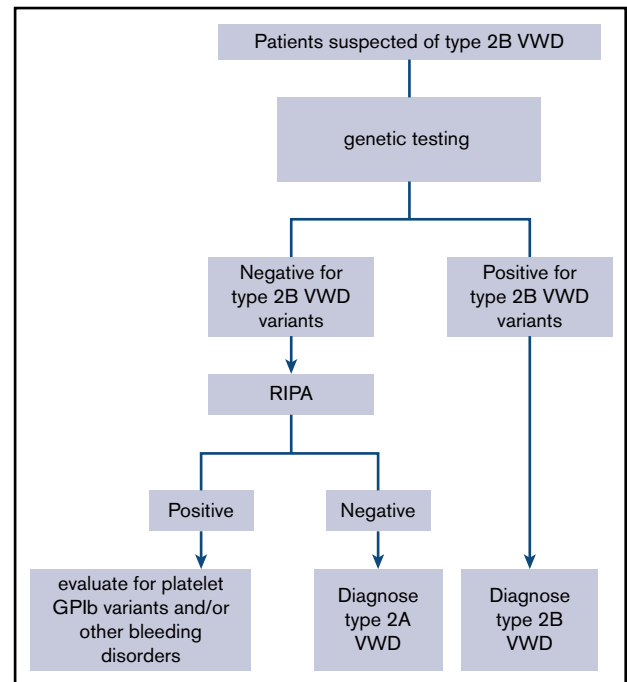 Patients suspected of type 2B VWD
genetic testing
Negative for
type 2B VWD
variants
Positive for
type 2B VWD
variants
RIPA
Positive
Negative
evaluate for platelet
GPIb variants and/or
other bleeding
disorders
Diagnose
type 2A
VWD
Diagnose
type 2B
VWD